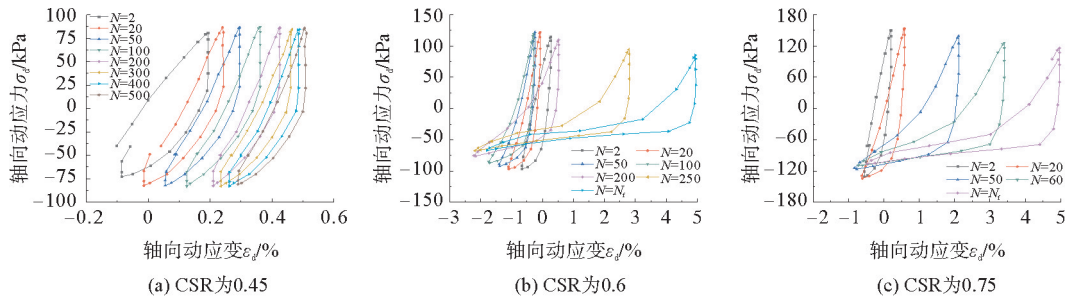 轴向动应力σd/kPa
100
75
50
25
0
−25
−50
−75
−100
N=2
N=20
N=50
N=100
N=200
N=300
N=400
N=500
−0.2
0
0.2
0.4
0.6
轴向动应变εd/%
(a) CSR为0.45
轴向动应力σd/kPa
150
100
50
0
−50
−100
−150
N=2
N=20
N=50
N=100
N=200
N=250
N=Nf
−3
−2
−1
0
1
2
3
4
5
轴向动应变εd/%
(b) CSR为0.6
轴向动应力σd/kPa
180
120
60
0
−60
−120
−180
N=2
N=20
N=50
N=60
N=Nf
−2
−1
0
1
2
3
4
5
轴向动应变εd/%
(c) CSR为0.75